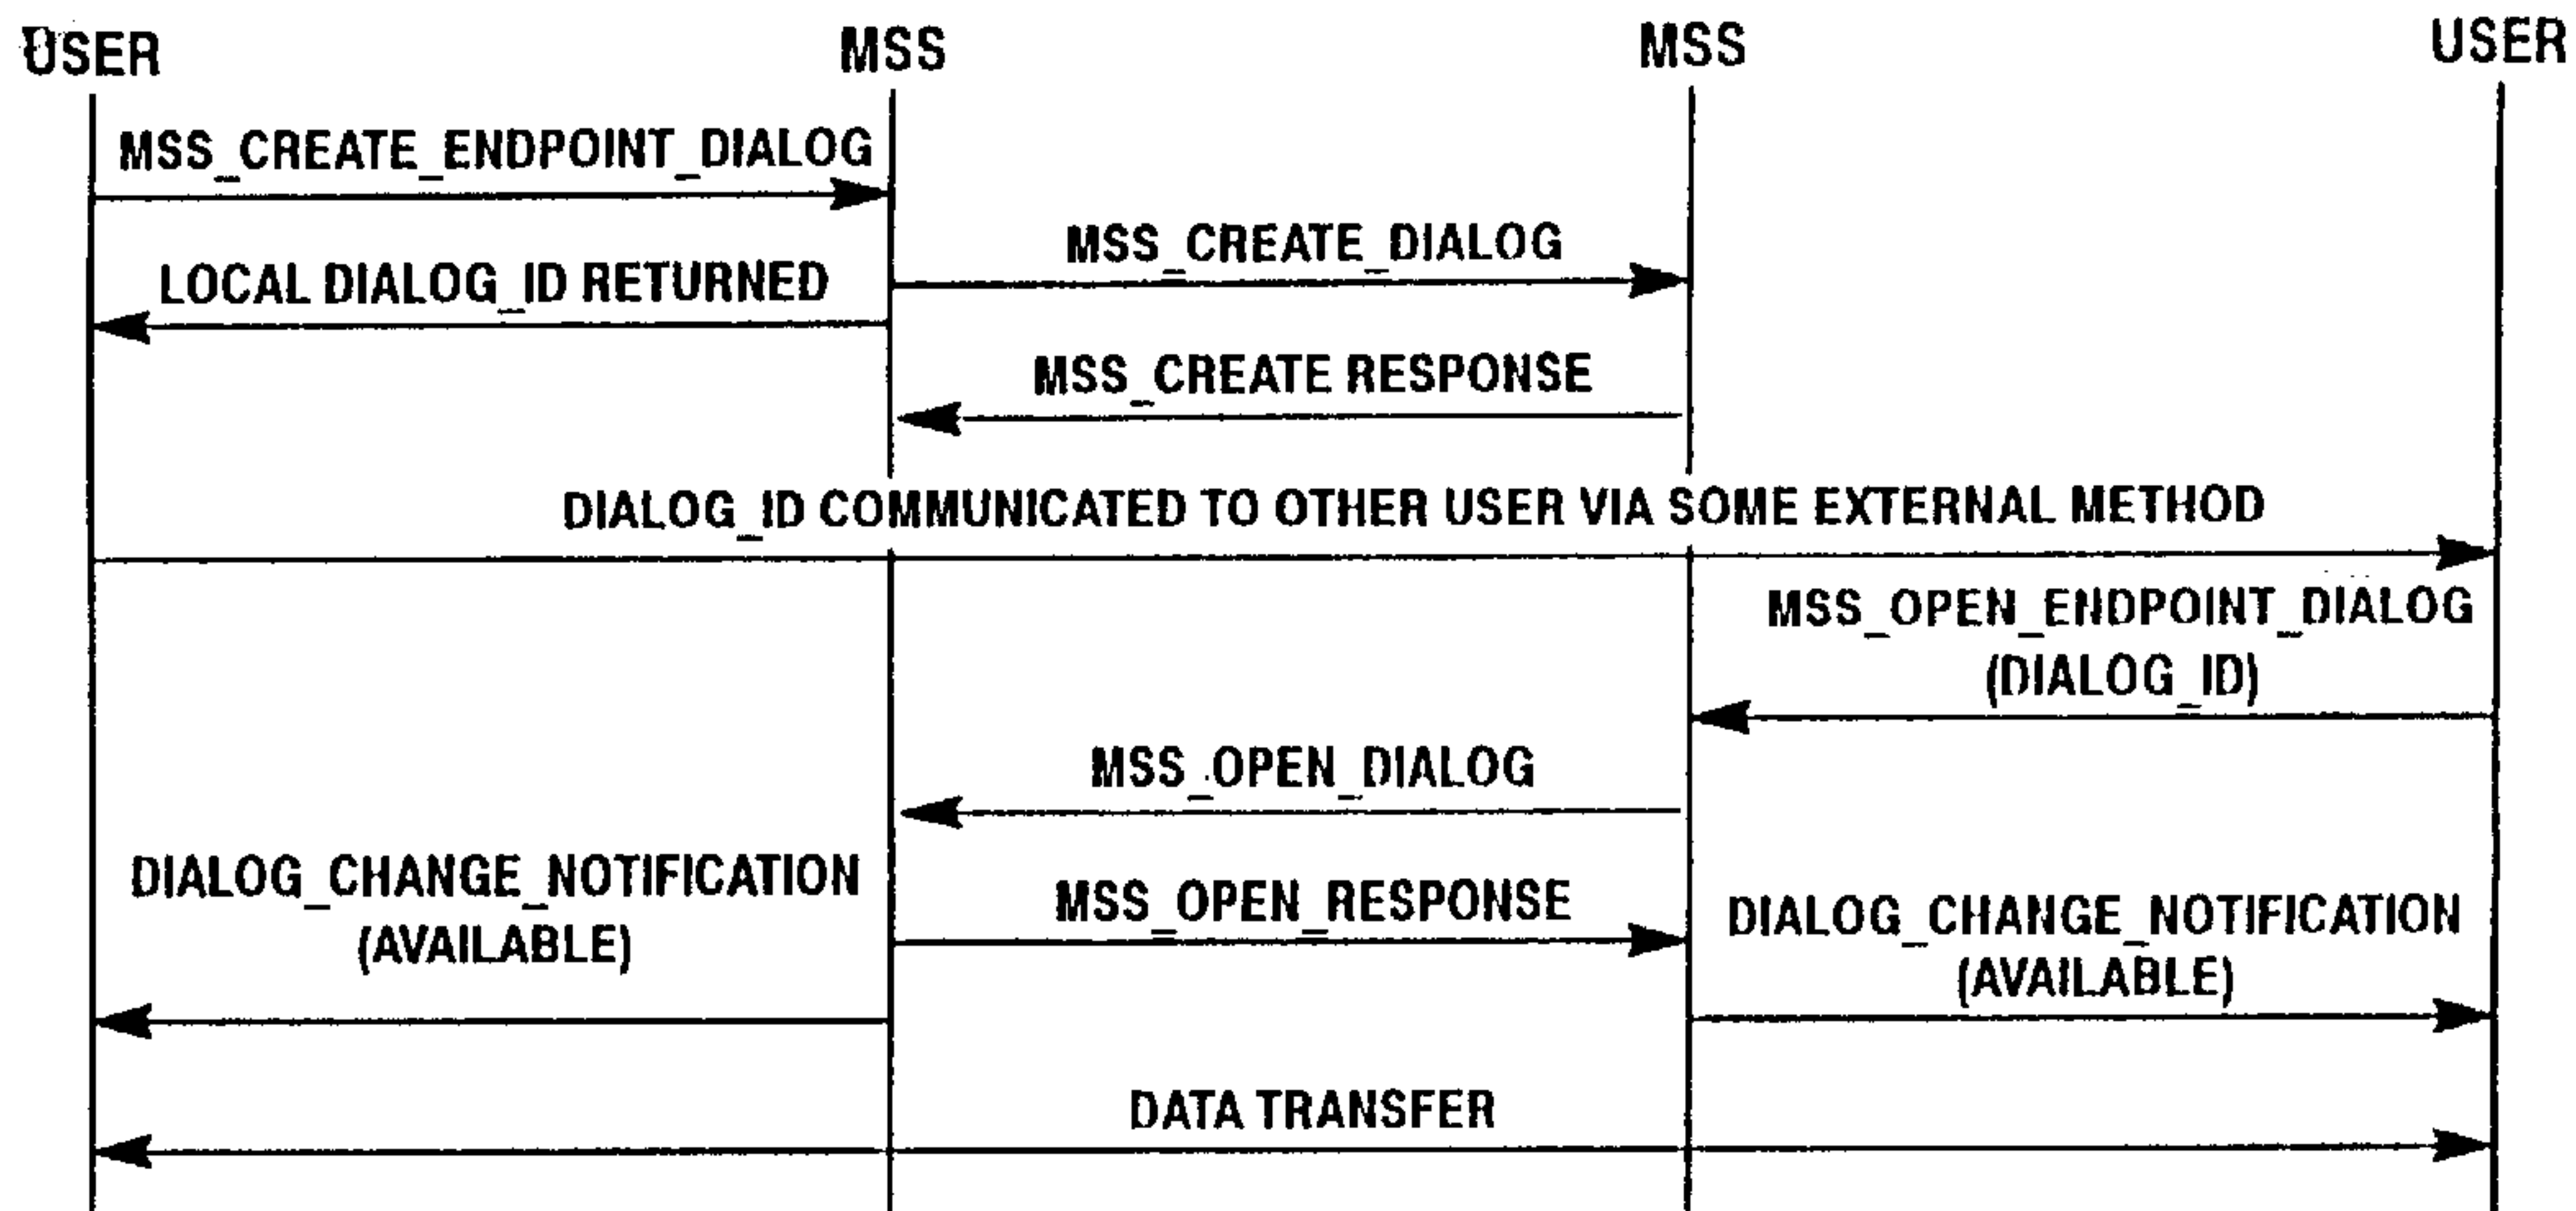 USER MSS MSS USER
MSS_CREATE_ENDPOINT_DIALOG
MSS_CREATE_DIALOG
LOCAL DIALOG_ID RETURNED
MSS_CREATE RESPONSE
DIALOG_ID COMMUNICATED TO OTHER USER VIA SOME EXTERNAL METHOD
MSS_OPEN_ENDPOINT_DIALOG
(DIALOG_ID)
MSS_OPEN_DIALOG
DIALOG_CHANGE_NOTIFICATION
(AVAILABLE)
MSS_OPEN_RESPONSE
DIALOG_CHANGE_NOTIFICATION
(AVAILABLE)
DATA TRANSFER